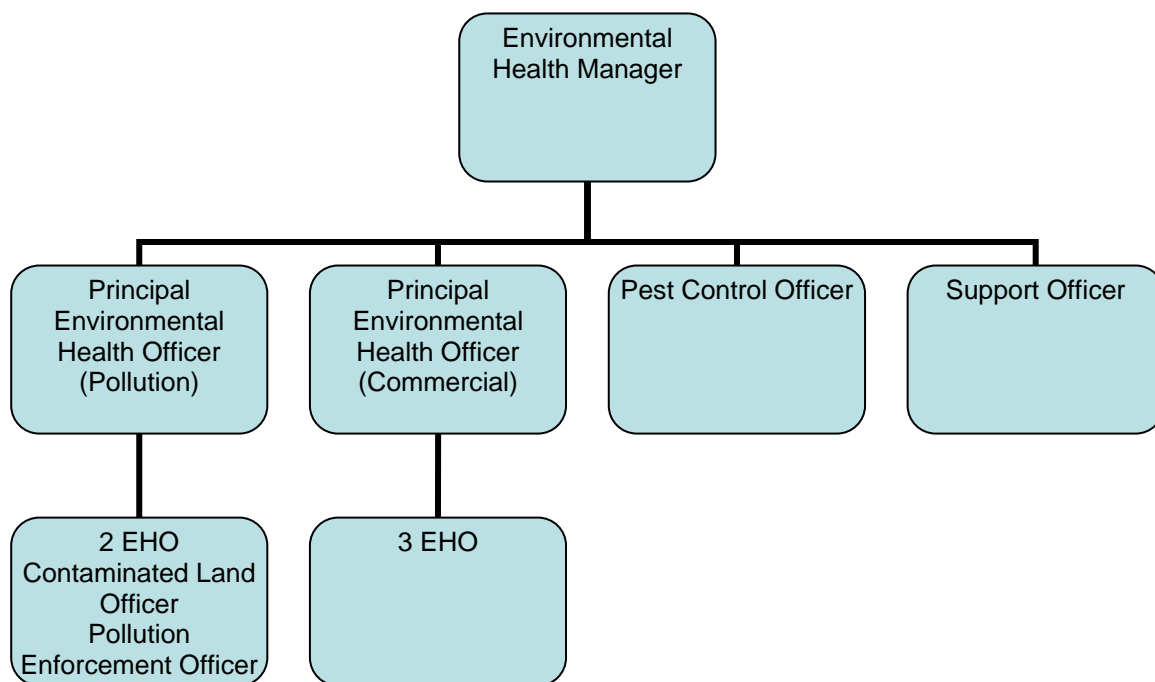 Environmental
Health Manager
Principal
Environmental
Health Officer
(Pollution)
Principal
Environmental
Health Officer
(Commercial)
Pest Control Officer
Support Officer
2 EHO
Contaminated Land
Officer
Pollution
Enforcement Officer
3 EHO